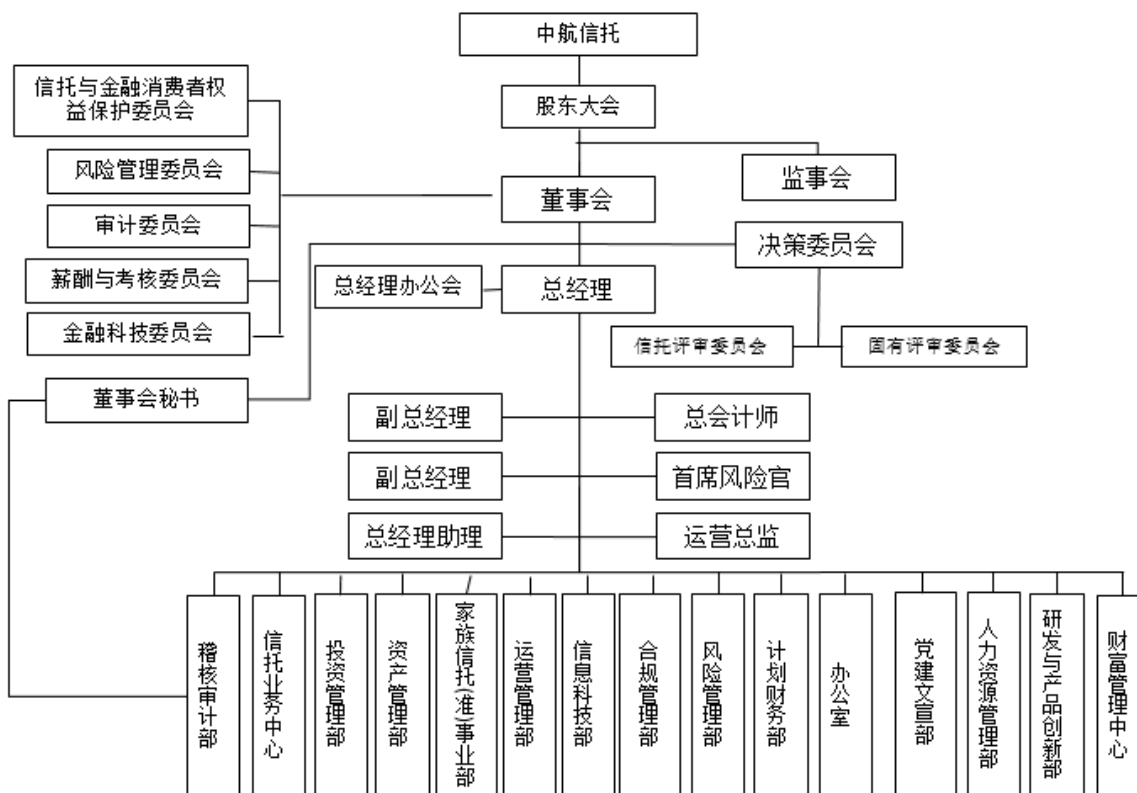 中航信托
信托与金融消费者权
益保护委员会
股东大会
风险管理委员会
监事会
董事会
审计委员会
决策委员会
薪酬与考核委员会
总经理办公会
总经理
金融科技委员会
信托评审委员会
固有评审委员会
董事会秘书
副总经理
总会计师
副总经理
首席风险官
总经理助理
运营总监
稽核审计部
信托业务中心
投资管理部
资产管理部
家族信托(准)事业部
运营管理部
信息科技部
合规管理部
风险管理部
计划财务部
办公室
党建文宣部
人力资源管理部
研发与产品创新部
财富管理中心